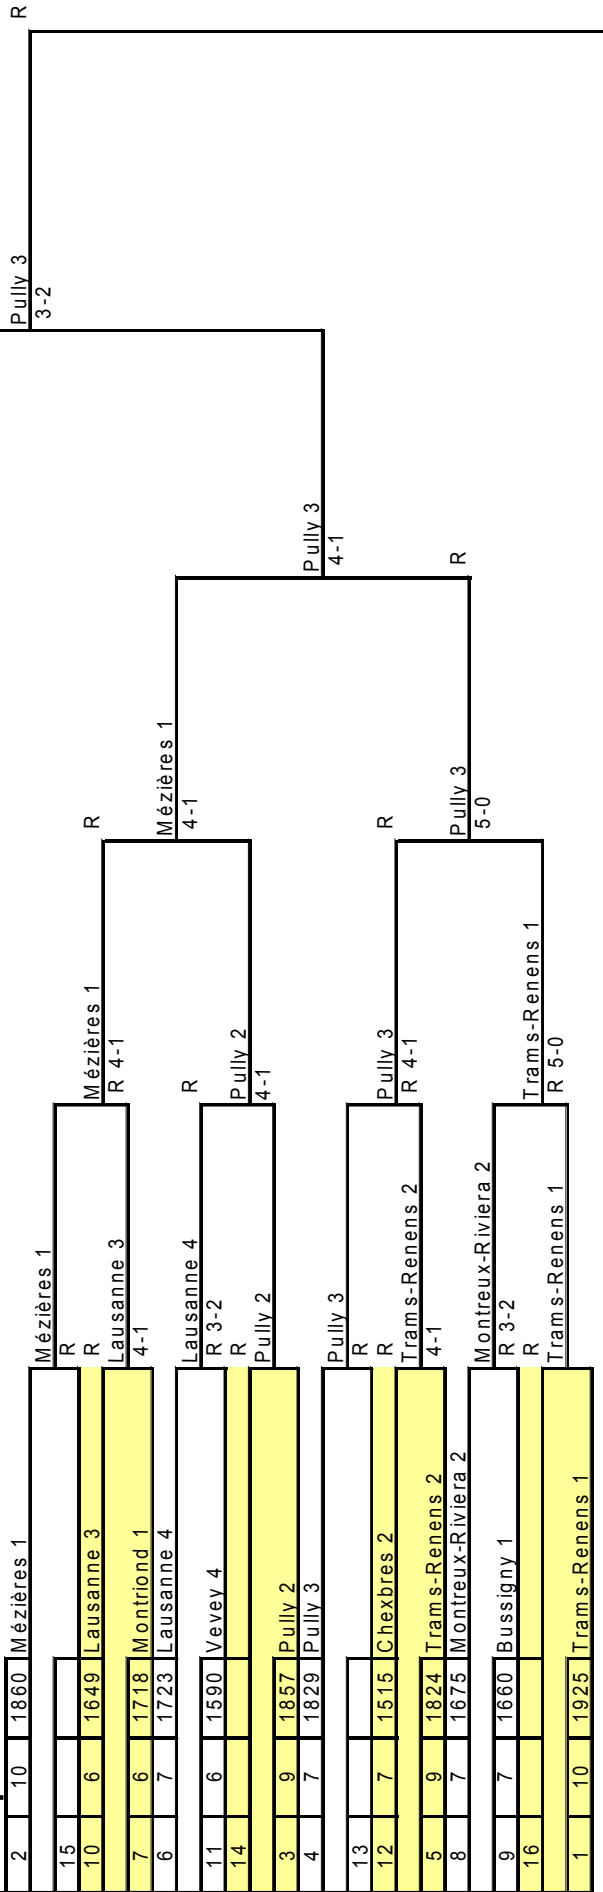 2 10 1860 Mézières 1
15
10 6 1649 Lausanne 3
7 6 1718 Montriond 1
6 7 1723 Lausanne 4
11 6 1590 Vevey 4
14
3 9 1857 Pully 2
4 7 1829 Pully 3
13
12 7 1515 Chexbres 2
5 9 1824 Trams-Renens 2
8 7 1675 Montreux-Riviera 2
9 7 1660 Bussigny 1
16
1 10 1925 Trams-Renens 1
Mézières 1
R
R
Lausanne 3
4-1
Lausanne 4
R 3-2
R
Pully 2
Pully 3
R
R
Trams-Renens 2
4-1
Montreux-Riviera 2
R 3-2
R
Trams-Renens 1
Mézières 1
R 4-1
R
Pully 2
4-1
Pully 3
R 4-1
Trams-Renens 1
R 5-0
R
Mézières 1
4-1
R
Pully 3
5-0
Pully 3
4-1
R
Pully 3
3-2
R